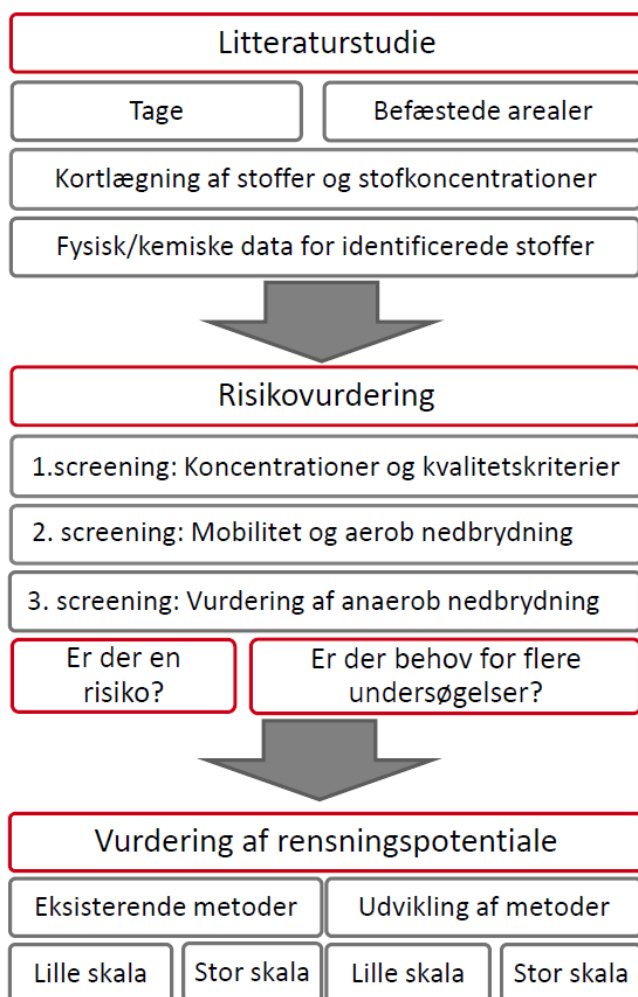 Litteraturstudie
Tage
Befæstede arealer
Kortlægning af stoffer og stofkoncentrationer
Fysisk/kemiske data for identificerede stoffer
Risikovurdering
1.screening: Koncentrationer og kvalitetskriterier
2. screening: Mobilitet og aerob nedbrydning
3. screening: Vurdering af anaerob nedbrydning
Er der en
risiko?
Er der behov for flere
undersøgelser?
Vurdering af rensningspotentiale
Eksisterende metoder
Udvikling af metoder
Lille skala
Stor skala
Lille skala
Stor skala